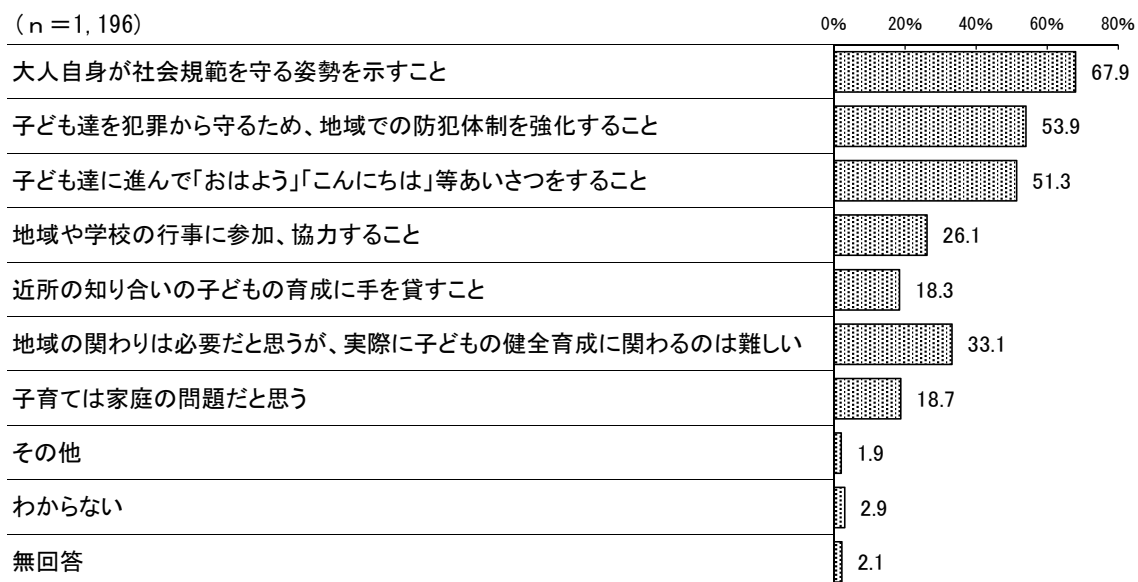 (n=1,196)
0% 20% 40% 60% 80%
大人自身が社会規範を守る姿勢を示すこと 67.9
子ども達を犯罪から守るため、地域での防犯体制を強化すること 53.9
子ども達に進んで「おはよう」「こんにちは」等あいさつをすること 51.3
地域や学校の行事に参加、協力すること 26.1
近所の知り合いの子どもの育成に手を貸すこと 18.3
地域の関わりは必要だと思うが、実際に子どもの健全育成に関わるのは難しい 33.1
子育ては家庭の問題だと思う 18.7
その他 1.9
わからない 2.9
無回答 2.1